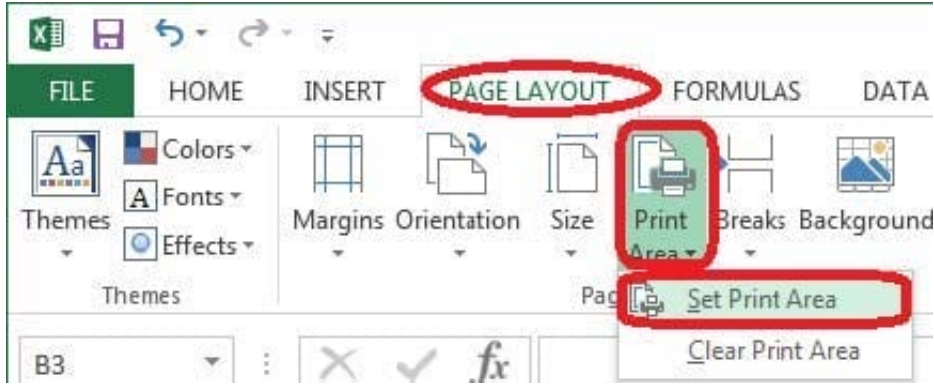 FILE HOME INSERT PAGE LAYOUT FORMULAS DATA
Aa Colors
A Fonts
Themes Effects
Margins Orientation Size Print Area Breaks Background
Themes Pag
Set Print Area
Clear Print Area
B3 fx